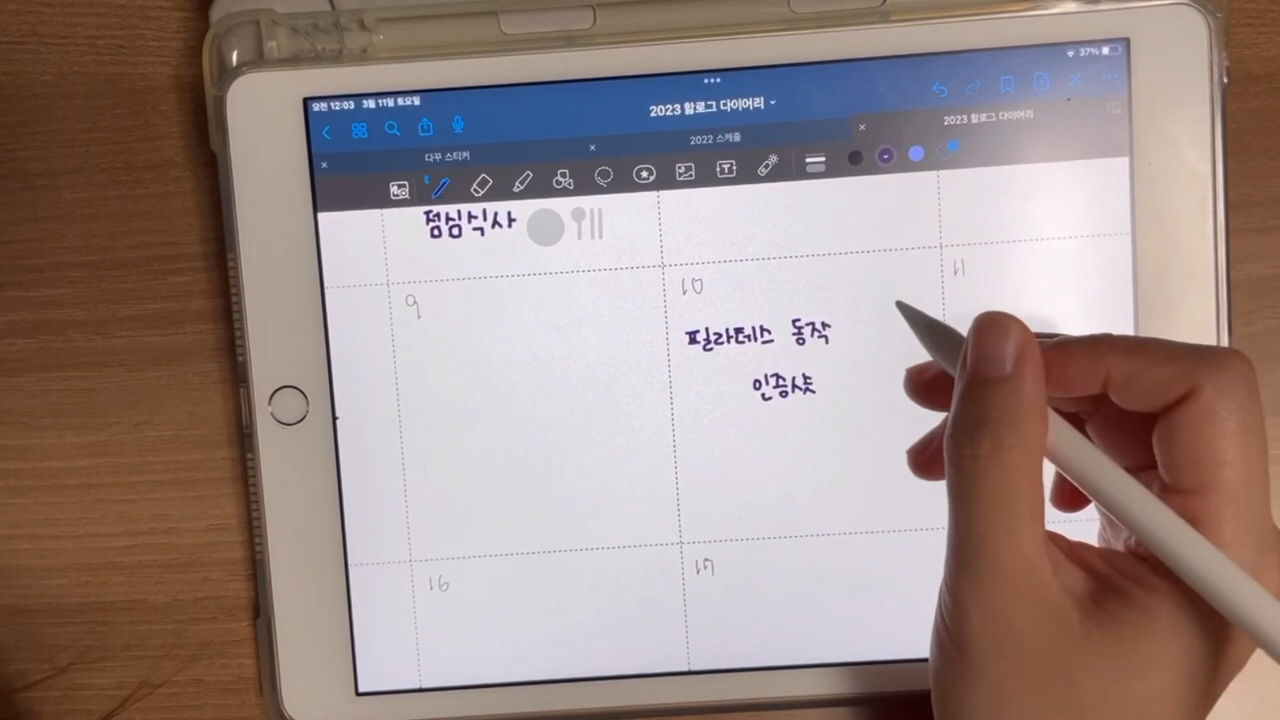 오전 12:03 3월 11일 토요일
37%
2023 할로그 다이어리
다꾸 스티커
2022 스케줄
2023 할로그 다이어리
T
점심식사
9
10
11
필라테스 동작
인증샷
16
17